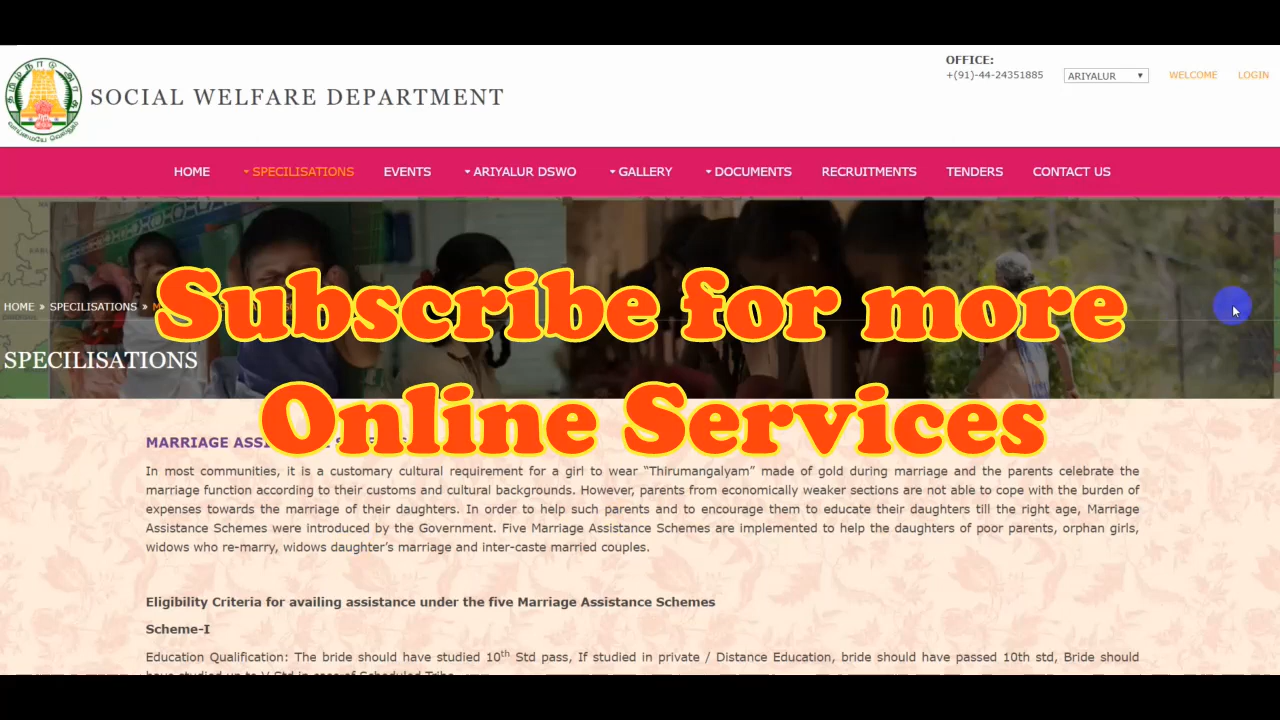 OFFICE:
+(91)-44-24351885
ARIYALUR
WELCOME
LOGIN
SOCIAL WELFARE DEPARTMENT
HOME
SPECILISATIONS
EVENTS
ARIYALUR DSWO
GALLERY
DOCUMENTS
RECRUITMENTS
TENDERS
CONTACT US
Subscribe for more
HOME » SPECILISATIONS »
SPECILISATIONS
Online Services
MARRIAGE
In most communities, it is a customary cultural requirement for a girl to wear “Thirumangalyam” made of gold during marriage and the parents celebrate the
marriage function according to their customs and cultural backgrounds. However, parents from economically weaker sections are not able to cope with the burden of
expenses towards the marriage of their daughters. In order to help such parents and to encourage them to educate their daughters till the right age, Marriage
Assistance Schemes were introduced by the Government. Five Marriage Assistance Schemes are implemented to help the daughters of poor parents, orphan girls,
widows who re-marry, widows daughter’s marriage and inter-caste married couples.
Eligibility Criteria for availing assistance under the five Marriage Assistance Schemes
Scheme-I
Education Qualification: The bride should have studied 10th Std pass, If studied in private / Distance Education, bride should have passed 10th std, Bride should